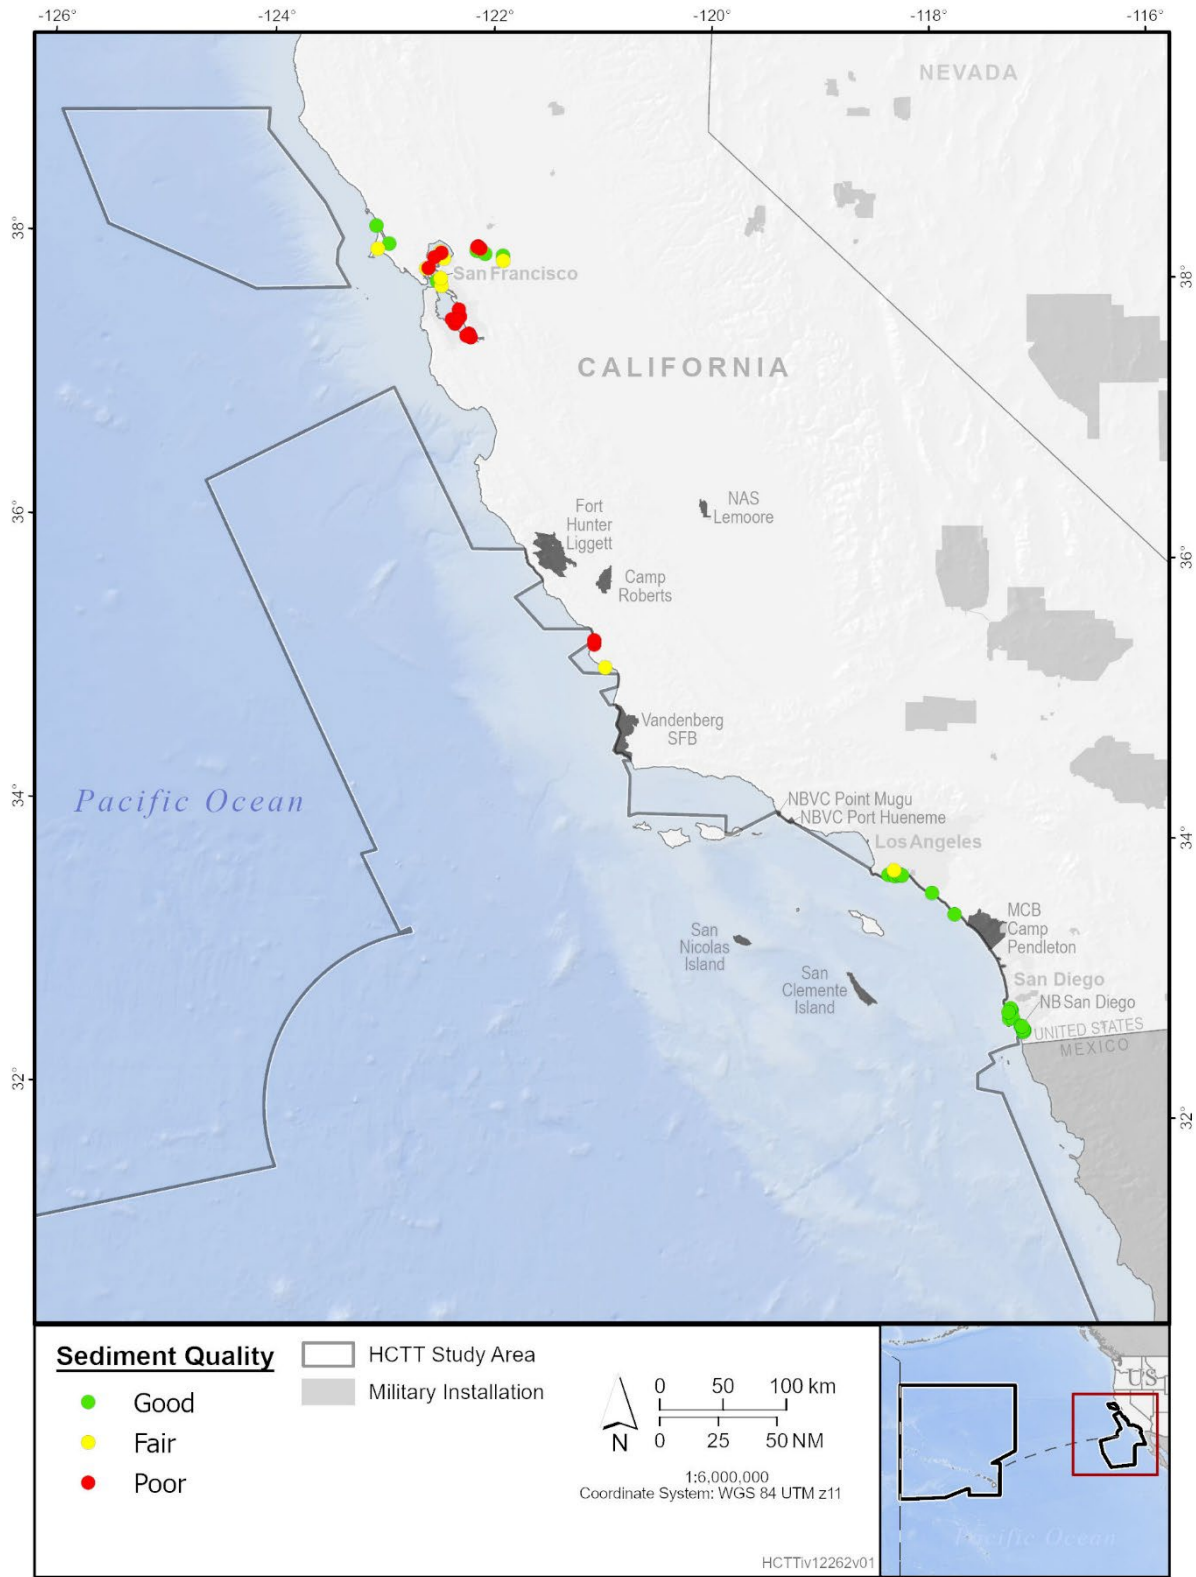 -126°
-124°
-122°
-120°
-118°
-116°
NEVADA
38°
38°
San Francisco
CALIFORNIA
36°
36°
Fort
Hunter
Liggett
NAS
Lemoore
Camp
Roberts
Vandenberg
SFB
34°
34°
Pacific Ocean
NBVC Point Mugu
NBVC Port Hueneme
Los Angeles
MCB
Camp
Pendleton
San
Nicolas
Island
San
Clemente
Island
San Diego
NB San Diego
UNITED STATES
MEXICO
32°
32°
Sediment Quality
Good
Fair
Poor
HCTT Study Area
Military Installation
N
0 50 100 km
0 25 50 NM
1:6,000,000
Coordinate System: WGS 84 UTM z11
HCTTiv12262v01
US
Pacific Ocean